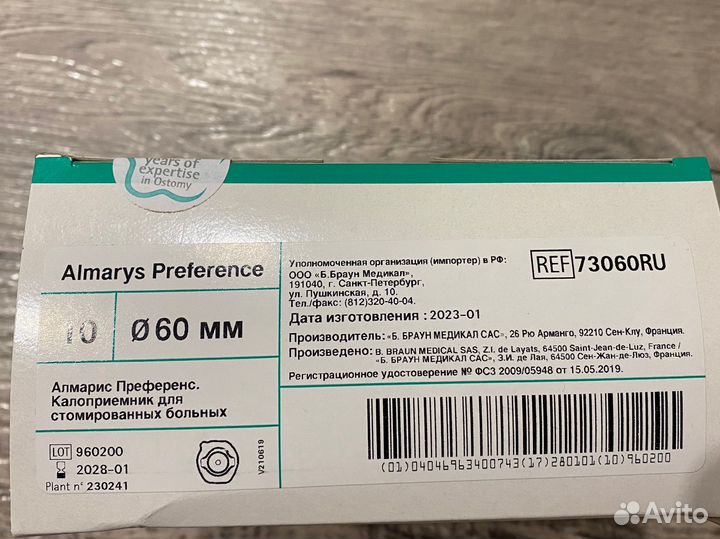 years of
expertise
in Ostomy
Almarys Preference
10 Ø 60 мм
Алмарис Преференс.
Калоприемник для
стомированных больных
LOT 960200
2028-01
Plant n° 230241
V210619
Уполномоченная организация (импортер) в РФ:
ООО «Б.Браун Медикал»,
191040, г. Санкт-Петербург,
ул. Пушкинская, д. 10.
Тел./факс: (812)320-40-04.
REF 73060RU
Дата изготовления : 2023-01
Производитель: «Б. БРАУН МЕДИКАЛ САС», 26 Рю Арманго, 92210 Сен-Клу, Франция.
Произведено: B. BRAUN MEDICAL SAS, Z.I. de Layats, 64500 Saint-Jean-de-Luz, France /
«Б. БРАУН МЕДИКАЛ САС», З.И. де Лая, 64500 Сен-Жан-де-Люз, Франция.
Регистрационное удостоверение № ФСЗ 2009/05948 от 15.05.2019.
(01)04046963400743(17)280101(10)960200
Avito